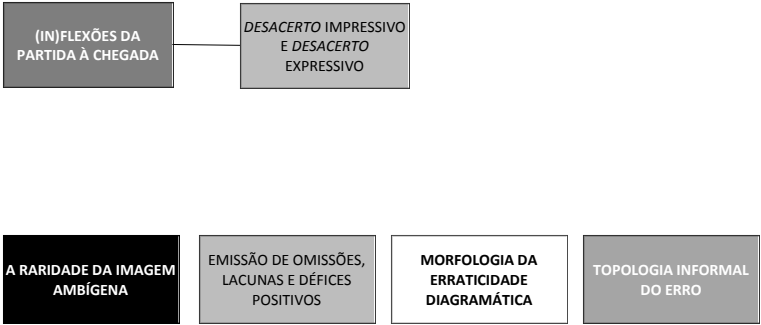 (IN)FLEXÕES DA
PARTIDA À CHEGADA
DESACERTO IMPRESSIVO
E DESACERTO
EXPRESSIVO
A RARIDADE DA IMAGEM
AMBÍGENA
EMISSÃO DE OMISSÕES,
LACUNAS E DÉFICES
POSITIVOS
MORFOLOGIA DA
ERRATICIDADE
DIAGRAMÁTICA
TOPOLOGIA INFORMAL
DO ERRO